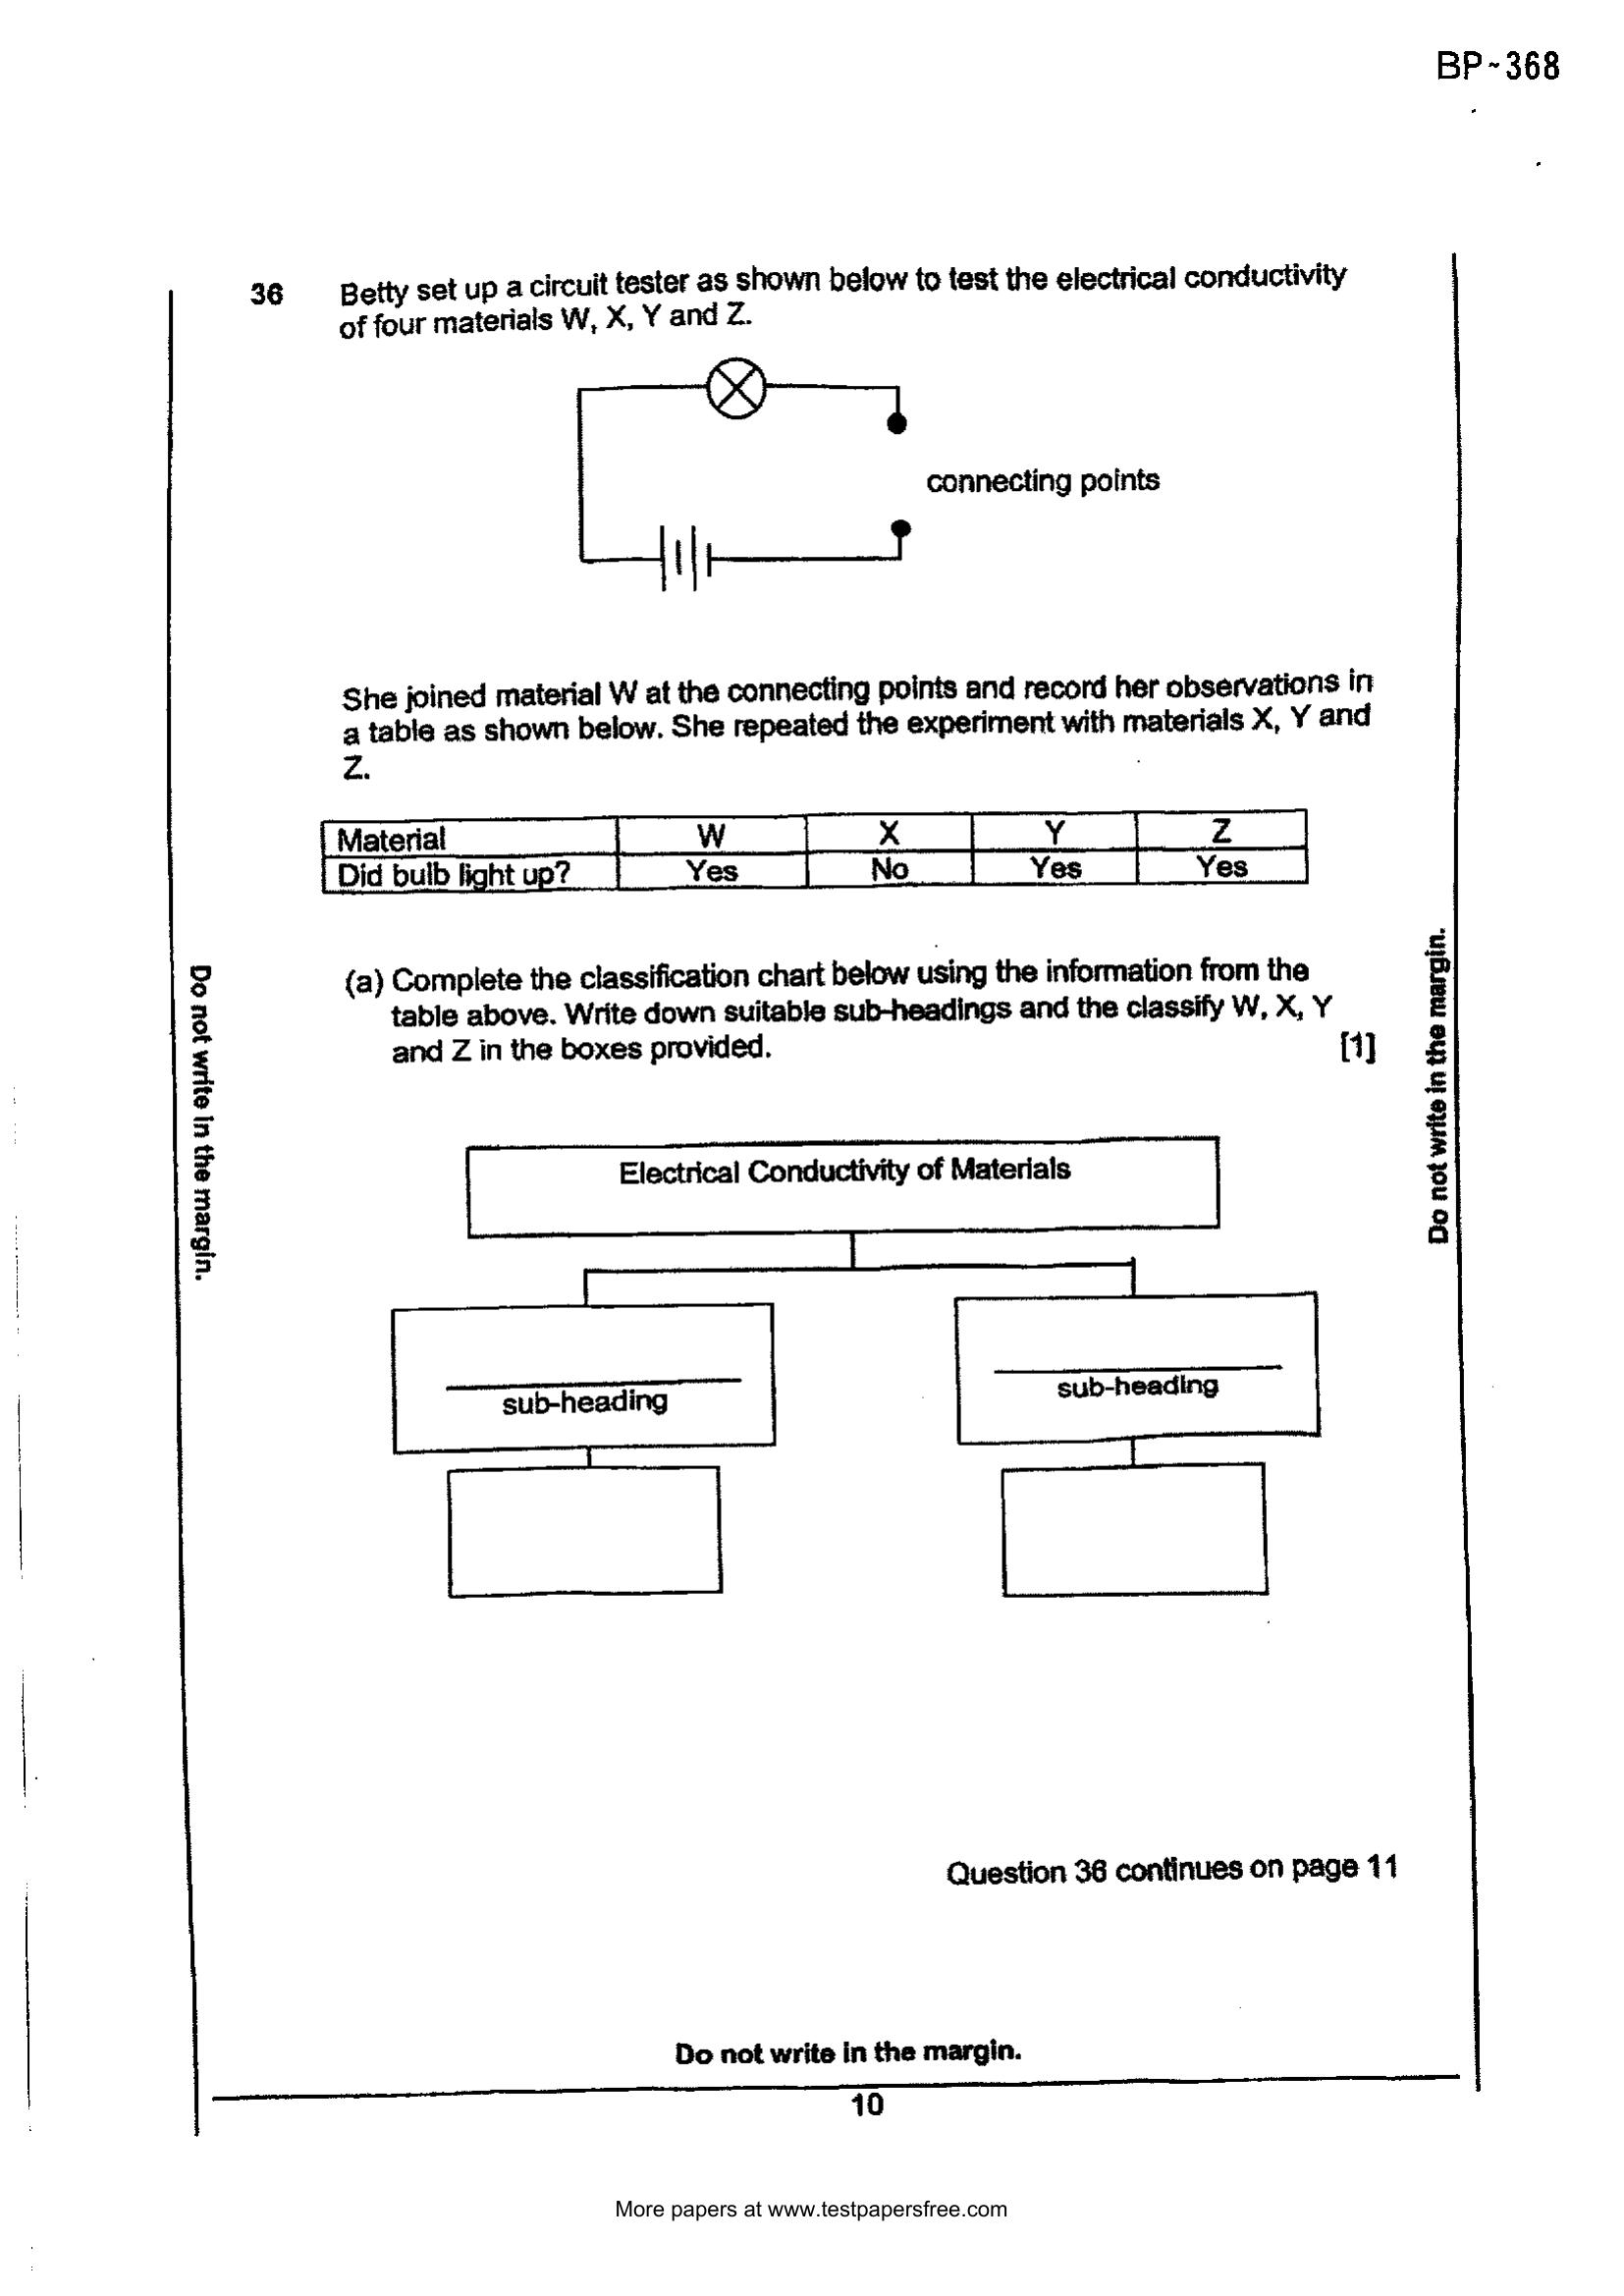 BP-368
36 Betty set up a circuit tester as shown below to test the electrical conductivity
of four materials W, X, Y and Z.
connecting points
She joined material W at the connecting points and record her observations in
a table as shown below. She repeated the experiment with materials X, Y and
Z.
Material W X Y Z
Did bulb light up? Yes No Yes Yes
(a) Complete the classification chart below using the information from the
table above. Write down suitable sub-headings and the classify W, X, Y
and Z in the boxes provided. [1]
Electrical Conductivity of Materials
sub-heading
sub-heading
Do not write in the margin.
Do not write in the margin.
Question 36 continues on page 11
Do not write in the margin.
10
More papers at www.testpapersfree.com